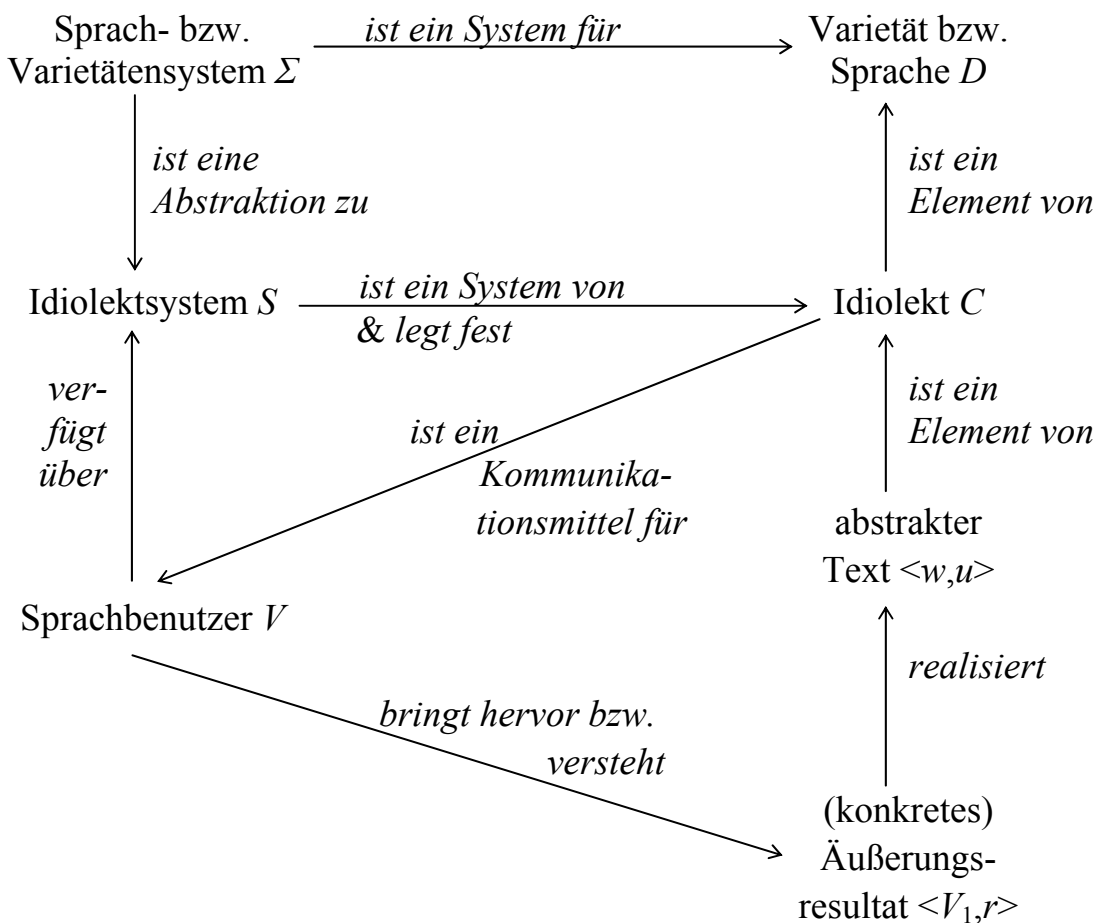 Sprach- bzw.
Varietätensystem Σ
ist ein System für
Varietät bzw.
Sprache D
ist eine
Abstraktion zu
ist ein
Element von
Idiolektsystem S
ist ein System von
& legt fest
Idiolekt C
ver-
fügt
über
ist ein
Kommunika-
tionsmittel für
ist ein
Element von
abstrakter
Text <w,u>
Sprachbenutzer V
realisiert
bringt hervor bzw.
versteht
(konkretes)
Äußerungs-
resultat <V₁,r>